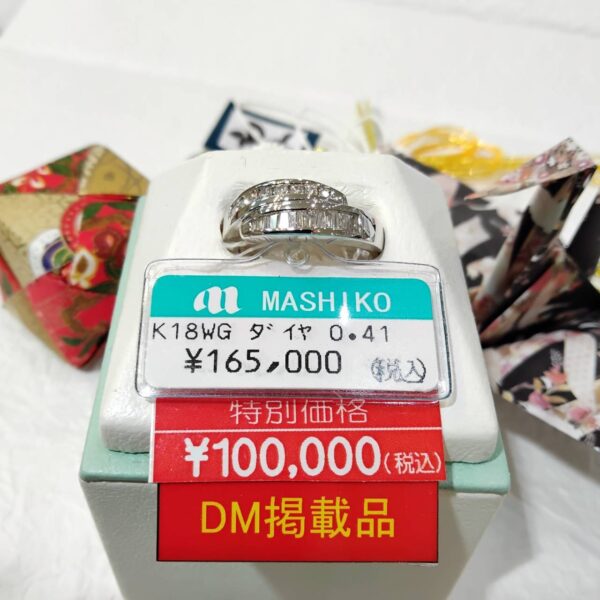 m MASHIKO
K18WG ダイヤ 0.41
¥165,000 (税込)
特別価格
¥100,000(税込)
DM掲載品